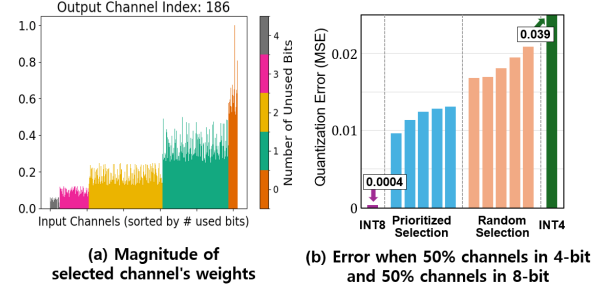 Output Channel Index: 186
1.0
0.8
0.6
0.4
0.2
0.0
Input Channels (sorted by # used bits)
4
3
2
1
0
Number of Unused Bits
(a) Magnitude of
selected channel's weights
Quantization Error (MSE)
0.02
0.01
0
0.0004
0.039
INT8
Prioritized
Selection
Random
Selection
INT4
(b) Error when 50% channels in 4-bit
and 50% channels in 8-bit